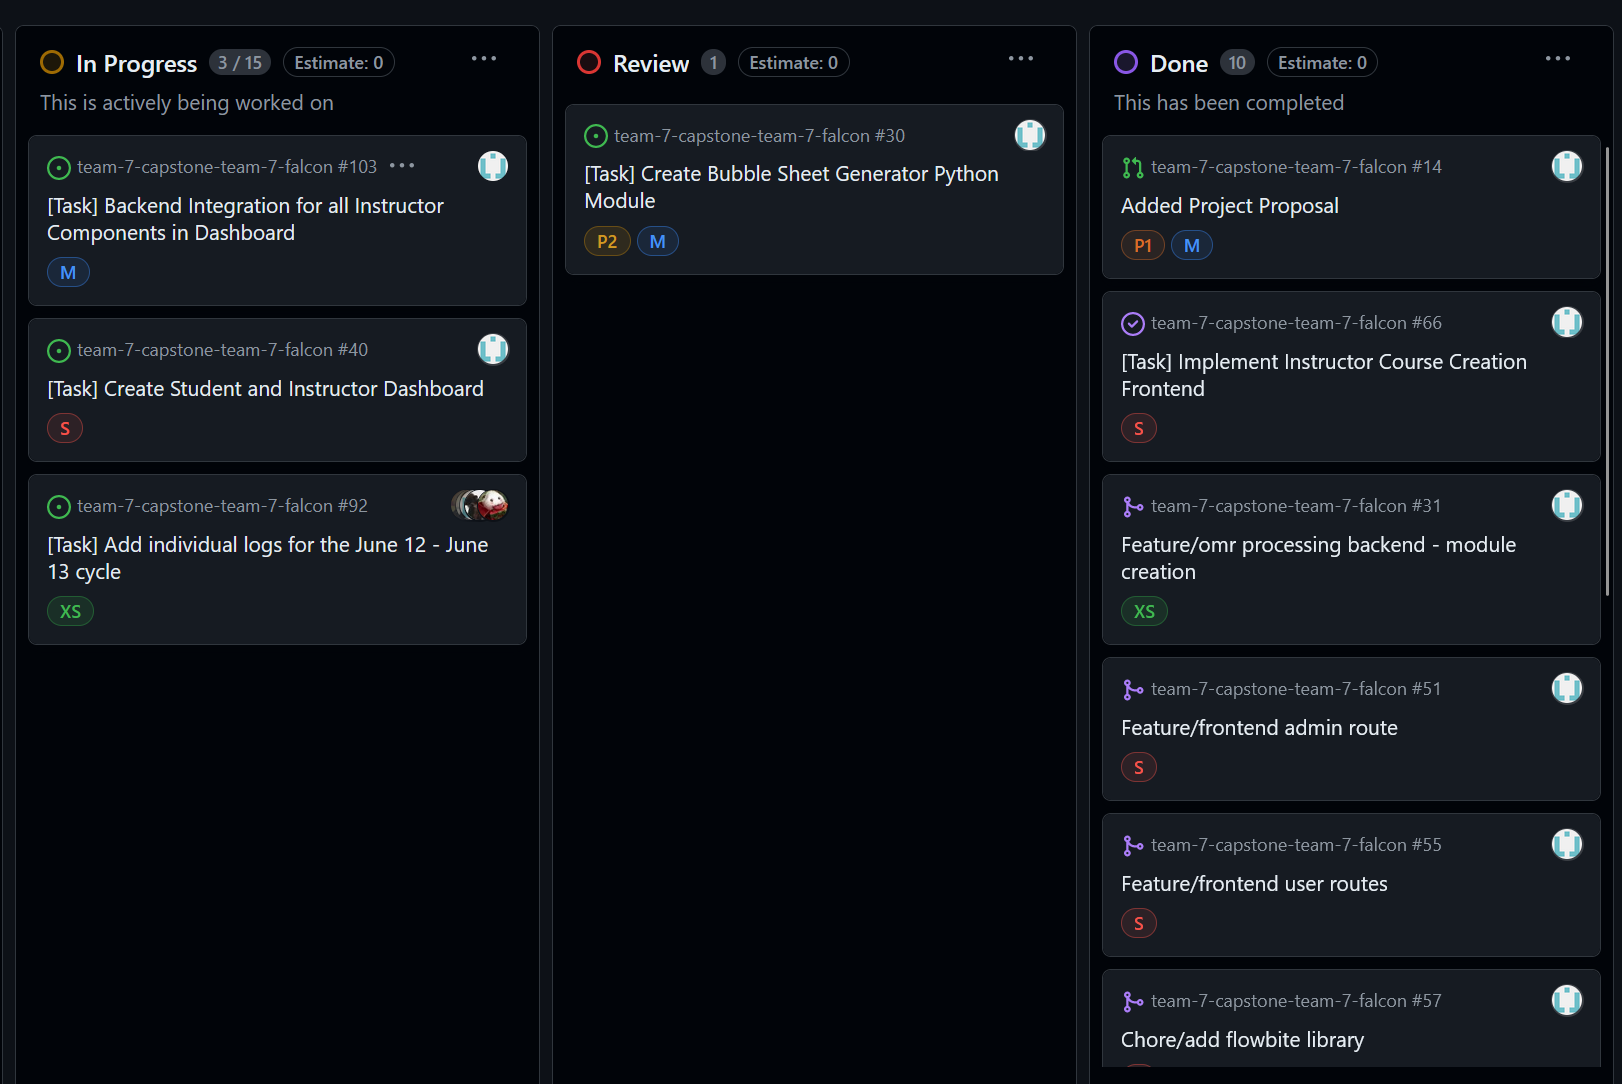 In Progress 3 / 15 Estimate: 0
This is actively being worked on
team-7-capstone-team-7-falcon #103
[Task] Backend Integration for all Instructor
Components in Dashboard
M
team-7-capstone-team-7-falcon #40
[Task] Create Student and Instructor Dashboard
S
team-7-capstone-team-7-falcon #92
[Task] Add individual logs for the June 12 - June
13 cycle
XS
Review 1 Estimate: 0
team-7-capstone-team-7-falcon #30
[Task] Create Bubble Sheet Generator Python
Module
P2 M
Done 10 Estimate: 0
This has been completed
team-7-capstone-team-7-falcon #14
Added Project Proposal
P1 M
team-7-capstone-team-7-falcon #66
[Task] Implement Instructor Course Creation
Frontend
S
team-7-capstone-team-7-falcon #31
Feature/omr processing backend - module
creation
XS
team-7-capstone-team-7-falcon #51
Feature/frontend admin route
S
team-7-capstone-team-7-falcon #55
Feature/frontend user routes
S
team-7-capstone-team-7-falcon #57
Chore/add flowbite library